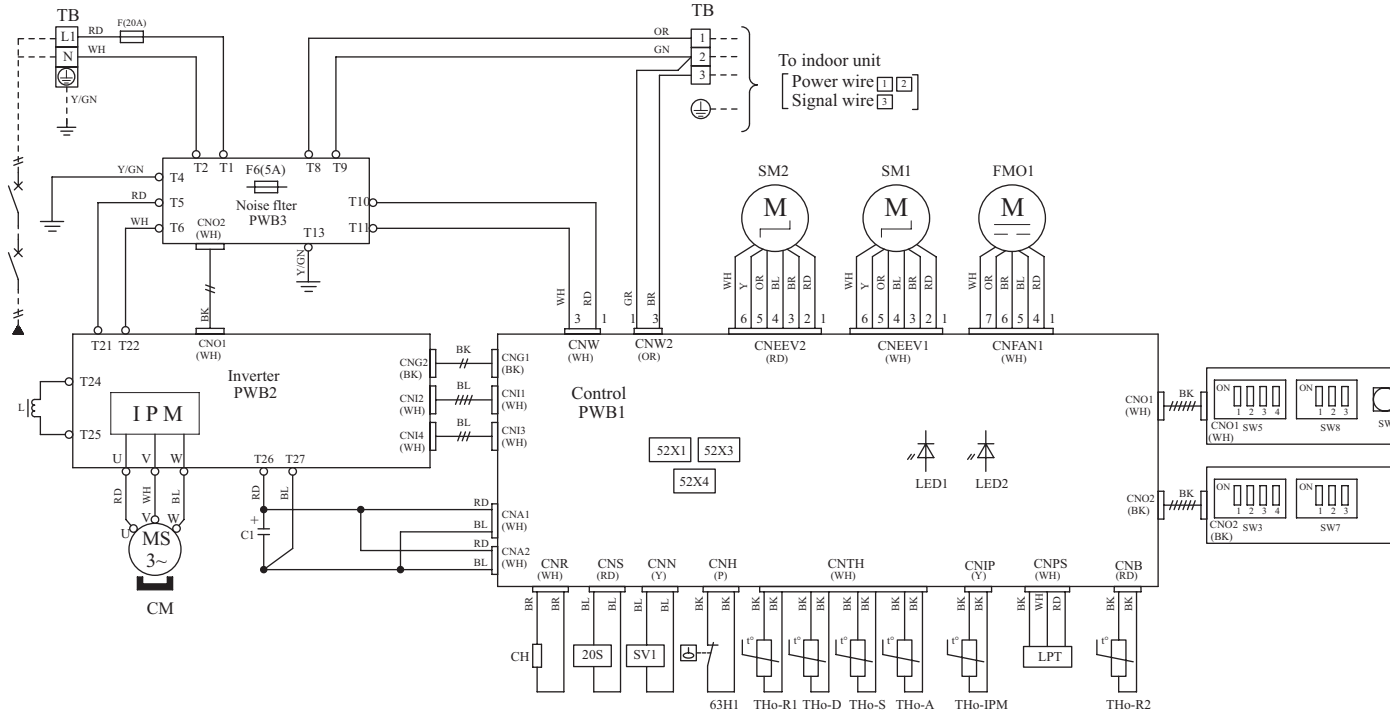 TB
L1
RD
F(20A)
N
WH
Y/GN
TB
OR
1
GN
2
3
To indoor unit
Power wire 1 2
Signal wire 3
T2 T1
T8 T9
F6(5A)
Noise flter
PWB3
Y/GN
T4
RD
T5
WH
T6
CNO2
(WH)
T13
Y/GN
T10
T11
BK
SM2
M
SM1
M
FMO1
M
WH
Y
OR
BL
BR
RD
WH
Y
OR
BL
BR
RD
WH
OR
BR
BL
RD
WH
RD
GR
BR
3 1
1 3
6 5 4 3 2 1
6 5 4 3 2 1
7 6 5 4 1
CNW
(WH)
CNW2
(OR)
CNEEV2
(RD)
CNEEV1
(WH)
CNFAN1
(WH)
T21 T22
CNO1
(WH)
Inverter
PWB2
T24
L
T25
IPM
U V W
T26 T27
CNG2
(BK)
BK
CNG1
(BK)
CNI2
(WH)
BL
CNI1
(WH)
CNI4
(WH)
BL
CNI3
(WH)
Control
PWB1
52X1
52X3
52X4
LED1
LED2
RD
WH
BL
U
V
W
MS
3~
CM
RD
BL
+
C1
RD
CNA1
(WH)
BL
RD
CNA2
(WH)
BL
CNO1
(WH)
BK
CNO1
(WH)
ON
1 2 3 4
SW5
ON
1 2 3
SW8
SW
CNO2
(BK)
BK
CNO2
(BK)
ON
1 2 3 4
SW3
ON
1 2 3
SW7
CNR
(WH)
CNS
(RD)
CNN
(Y)
CNH
(P)
CNTH
(WH)
CNIP
(Y)
CNPS
(WH)
CNB
(RD)
BR
BR
BL
BL
BL
BL
BK
BK
BK
BK
BK
BK
BK
BK
BK
BK
BK
BK
BK
WH
RD
BK
BK
CH
20S
SV1
t°
t°
t°
t°
t°
LPT
t°
63H1
THo-R1
THo-D
THo-S
THo-A
THo-IPM
THo-R2